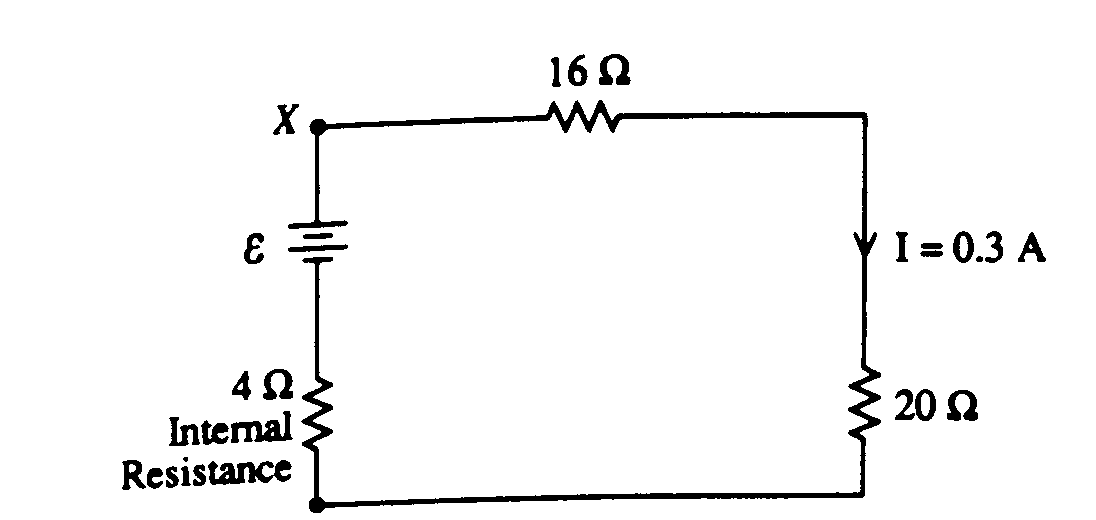 16 Ω
X
ℰ
I = 0.3 A
4 Ω
Internal
Resistance
20 Ω